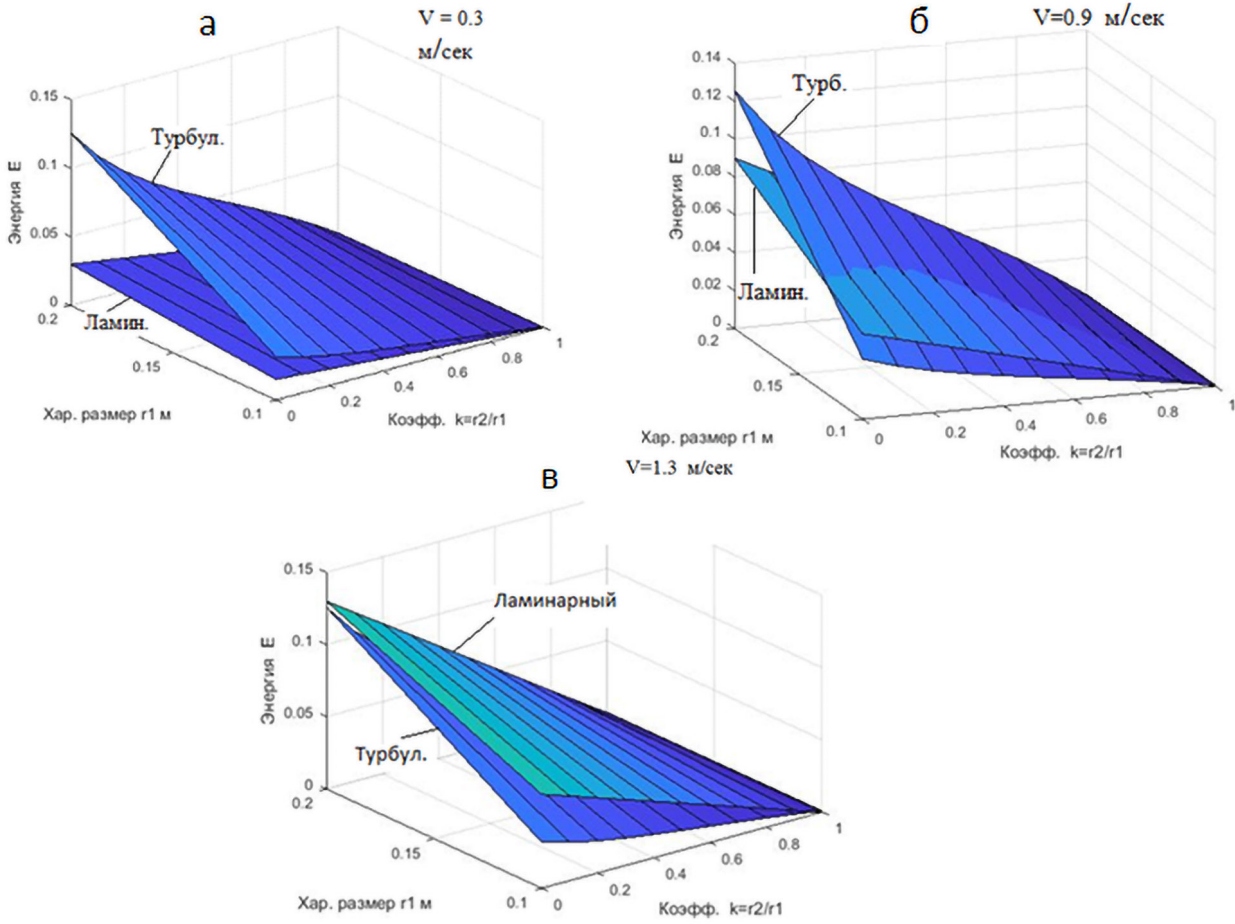 а
V = 0.3
м/сек
0.15
0.1
0.05
0
0.2
0.15
0.1
0
0.2
0.4
0.6
0.8
1
Энергия E
Турбул.
Ламин.
Хар. размер r1 м
Коэфф. k=r2/r1
б
V=0.9 м/сек
0.14
0.12
0.1
0.08
0.06
0.04
0.02
0
0.2
0.15
0.1
0
0.2
0.4
0.6
0.8
1
Энергия E
Турб.
Ламин.
Хар. размер r1 м
Коэфф. k=r2/r1
в
V=1.3 м/сек
0.15
0.1
0.05
0
0.2
0.15
0.1
0
0.2
0.4
0.6
0.8
1
Энергия E
Ламинарный
Турбул.
Хар. размер r1 м
Коэфф. k=r2/r1